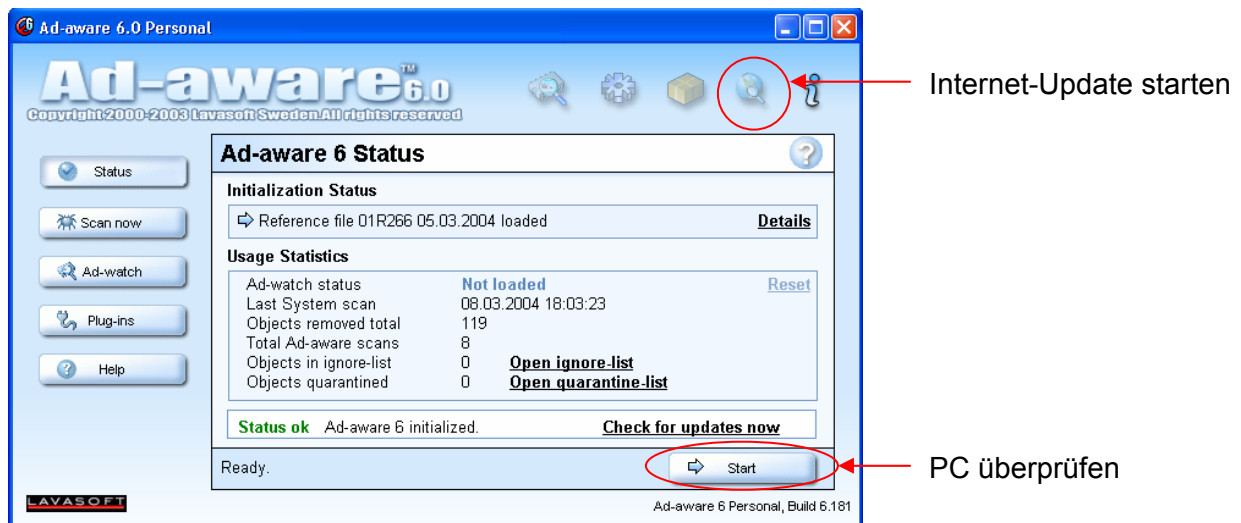 Ad-aware 6.0 Personal
Ad-aware 6.0 TM
Copyright 2000-2003 Lavasoft Sweden. All rights reserved
Internet-Update starten
Status
Scan now
Ad-watch
Plug-ins
Help
Ad-aware 6 Status
Initialization Status
Reference file 01R266 05.03.2004 loaded Details
Usage Statistics
Ad-watch status Not loaded Reset
Last System scan 08.03.2004 18:03:23
Objects removed total 119
Total Ad-aware scans 8
Objects in ignore-list 0 Open ignore-list
Objects quarantined 0 Open quarantine-list
Status ok Ad-aware 6 initialized. Check for updates now
Ready. Start
PC überprüfen
LAVASOFT
Ad-aware 6 Personal, Build 6.181